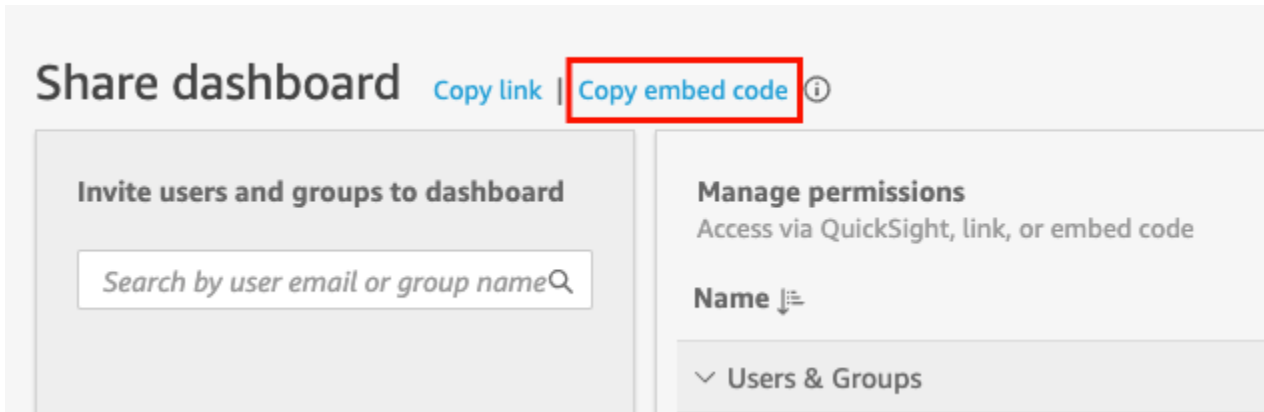 Share dashboard Copy link | Copy embed code
Invite users and groups to dashboard
Search by user email or group name
Manage permissions
Access via QuickSight, link, or embed code
Name
Users & Groups